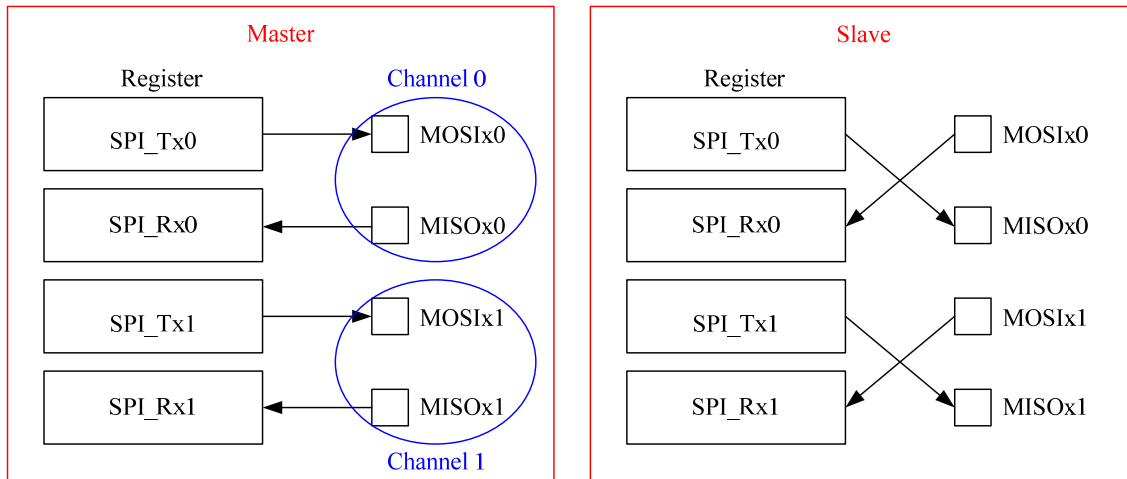 Master
Register
Channel 0
SPI_Tx0
MOSIx0
SPI_Rx0
MISOx0
SPI_Tx1
MOSIx1
SPI_Rx1
MISOx1
Channel 1
Slave
Register
SPI_Tx0
MOSIx0
SPI_Rx0
MISOx0
SPI_Tx1
MOSIx1
SPI_Rx1
MISOx1